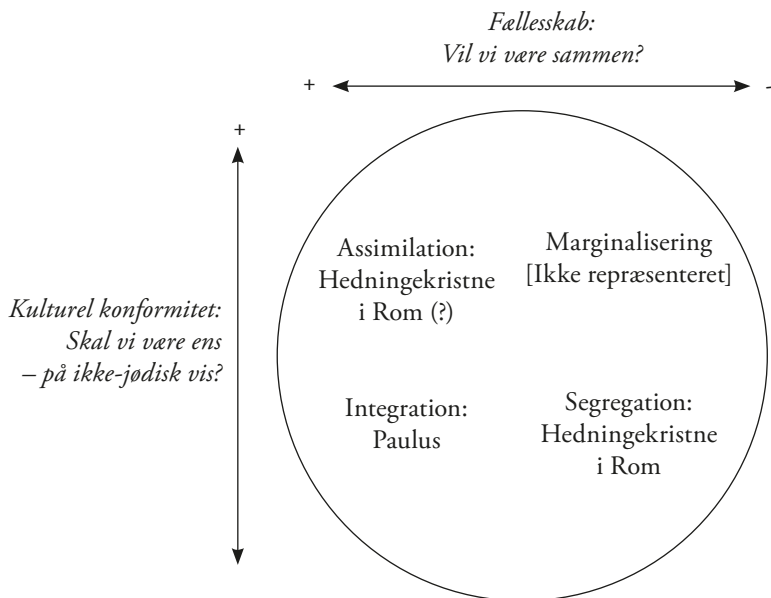 Fællesskab:
Vil vi være sammen?
+
–
+
Assimilation:
Hedningekristne
i Rom (?)
Marginalisering
[Ikke repræsenteret]
Kulturel konformitet:
Skal vi være ens
– på ikke-jødisk vis?
Integration:
Paulus
Segregation:
Hedningekristne
i Rom